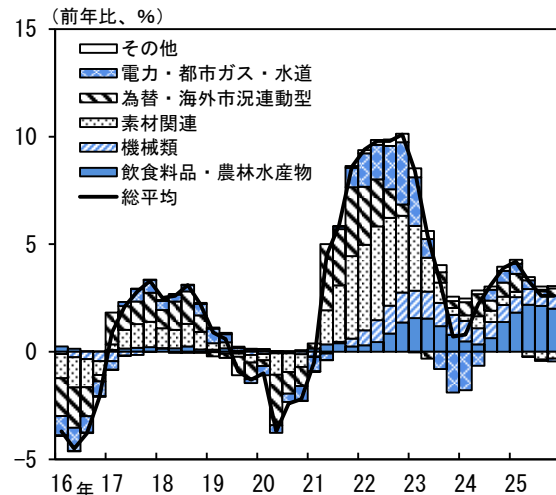 （前年比、％）
15
その他
電力・都市ガス・水道
為替・海外市況連動型
素材関連
機械類
飲食料品・農林水産物
総平均
10
5
0
-5
16年 17 18 19 20 21 22 23 24 25